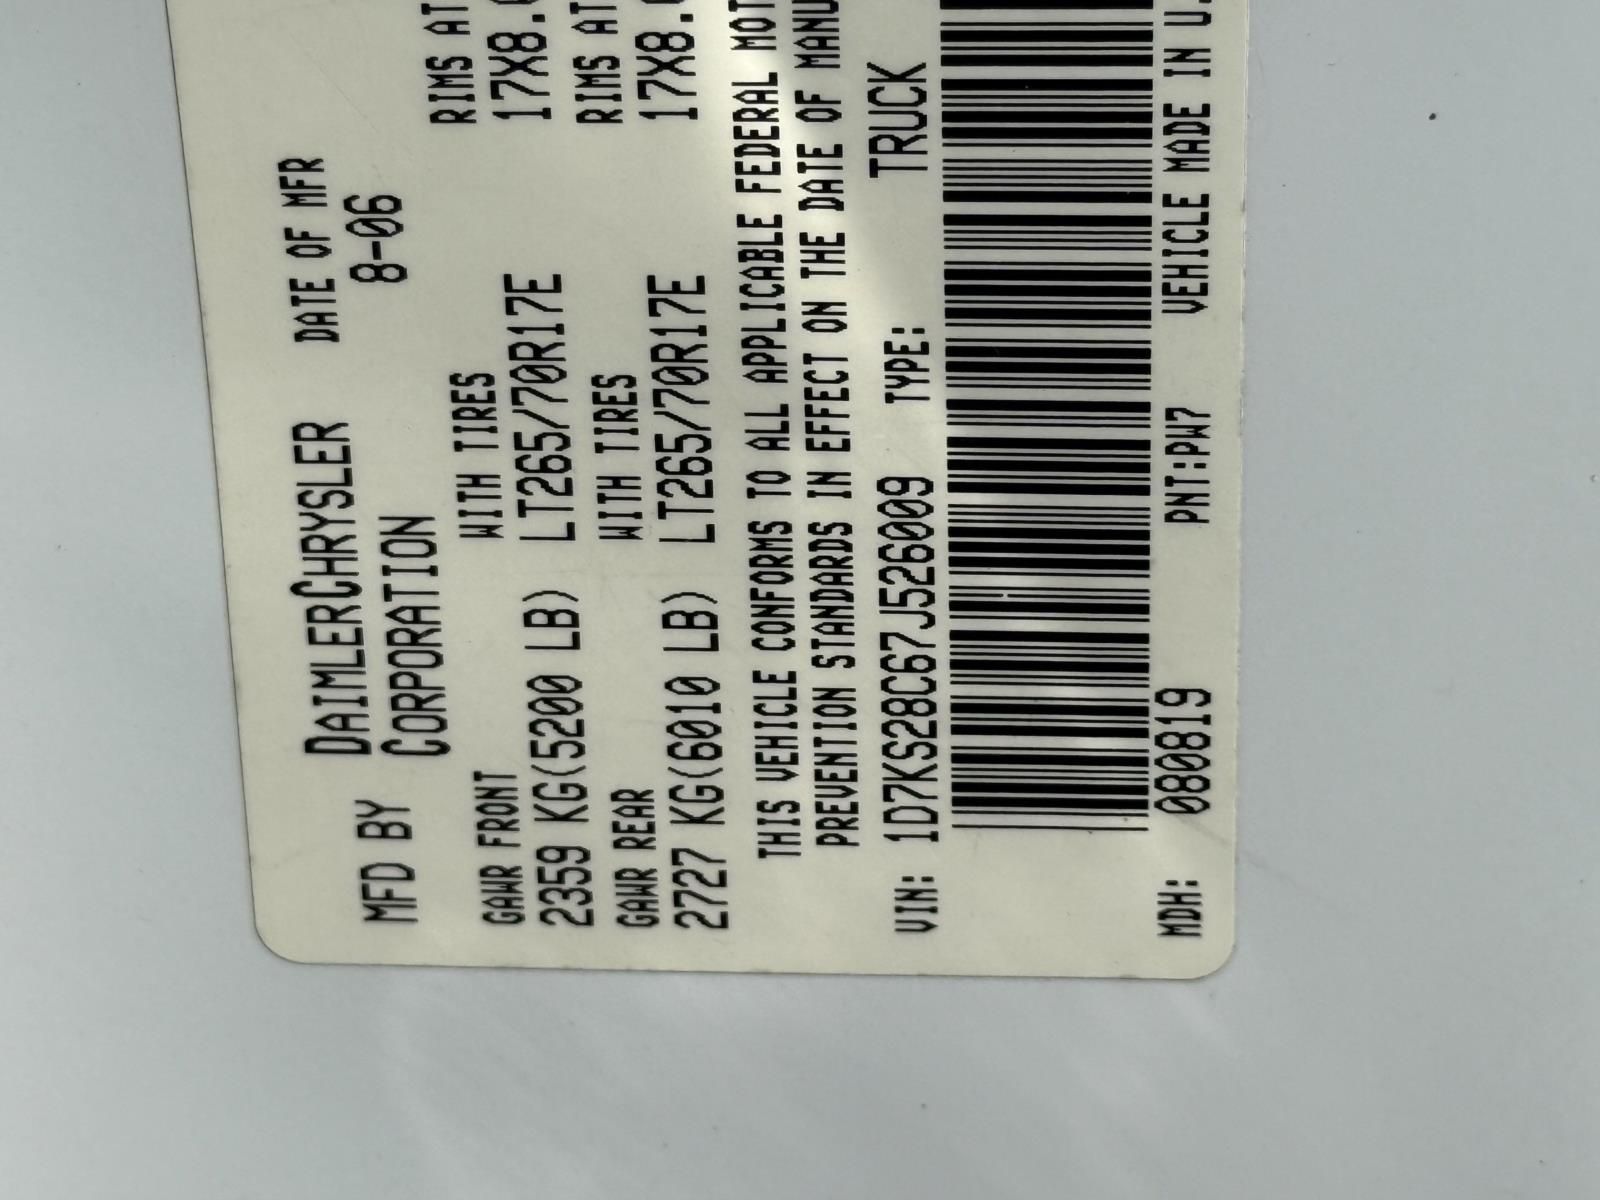 MFD BY DAIMLERCHRYSLER CORPORATION DATE OF MFR 8-06
GAWR FRONT WITH TIRES RIMS AT
2359 KG(5200 LB) LT265/70R17E 17X8.
GAWR REAR WITH TIRES RIMS AT
2727 KG(6010 LB) LT265/70R17E 17X8.
THIS VEHICLE CONFORMS TO ALL APPLICABLE FEDERAL MOT
PREVENTION STANDARDS IN EFFECT ON THE DATE OF MANU
VIN: 1D7KS28C67J526009 TYPE: TRUCK
MDH: 080819 PNT:PW7 VEHICLE MADE IN U.